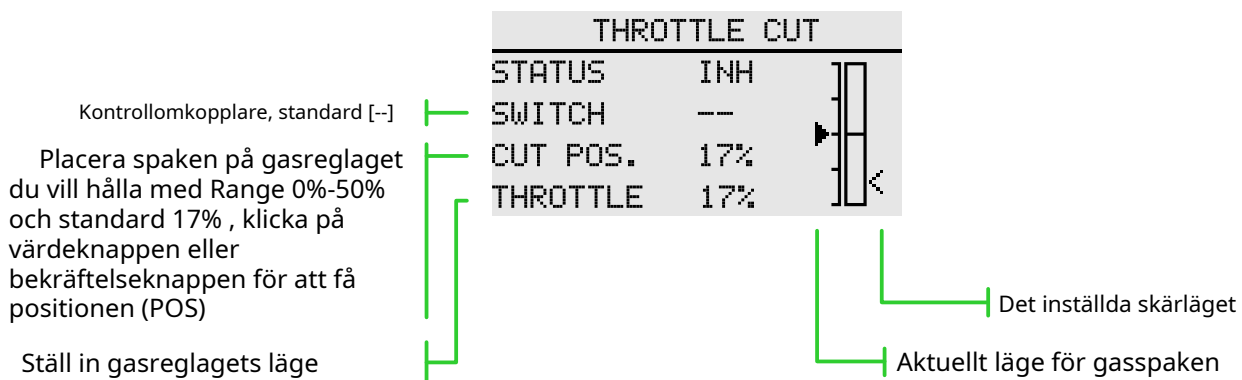 THROTTLE CUT
STATUS INH
SWITCH --
CUT POS. 17%
THROTTLE 17%
Kontrollomkopplare, standard [--]
Placera spaken på gasreglaget
du vill hålla med Range 0%-50%
och standard 17% , klicka på
värdeknappen eller
bekräftelseknappen för att få
positionen (POS)
Ställ in gasreglagets läge
Det inställda skärläget
Aktuellt läge för gasspaken